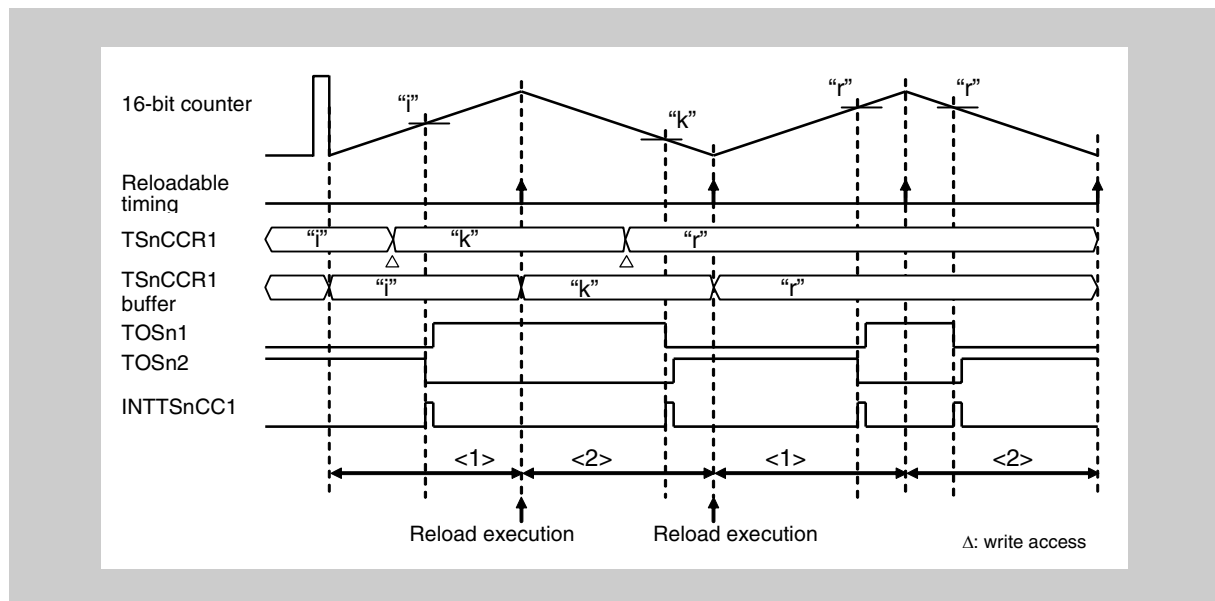 16-bit counter
“i”
“k”
“r”
“r”
Reloadable
timing
TSnCCR1
“i”
“k”
“r”
Δ
Δ
TSnCCR1
buffer
“i”
“k”
“r”
TOSn1
TOSn2
INTTSnCC1
<1>
<2>
<1>
<2>
Reload execution
Reload execution
Δ: write access